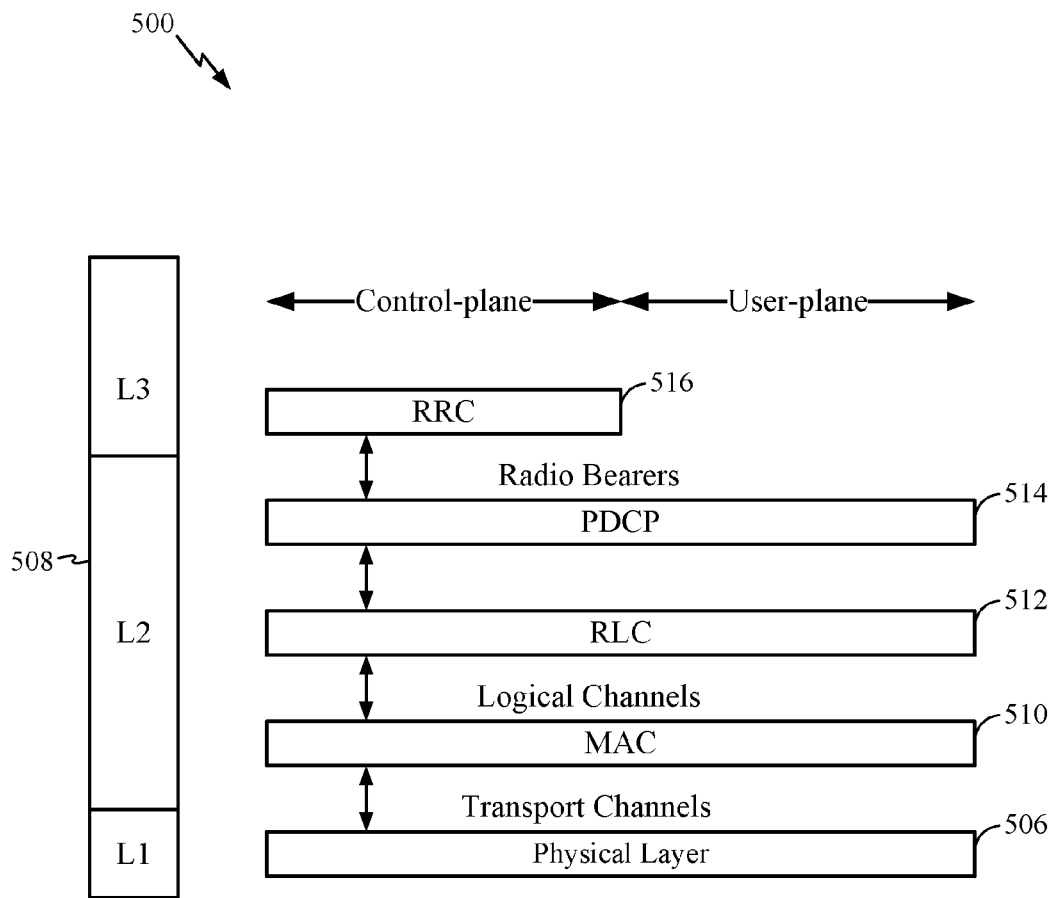 500
Control-plane
User-plane
L3
516
RRC
Radio Bearers
514
PDCP
508
512
L2
RLC
Logical Channels
510
MAC
Transport Channels
506
L1
Physical Layer